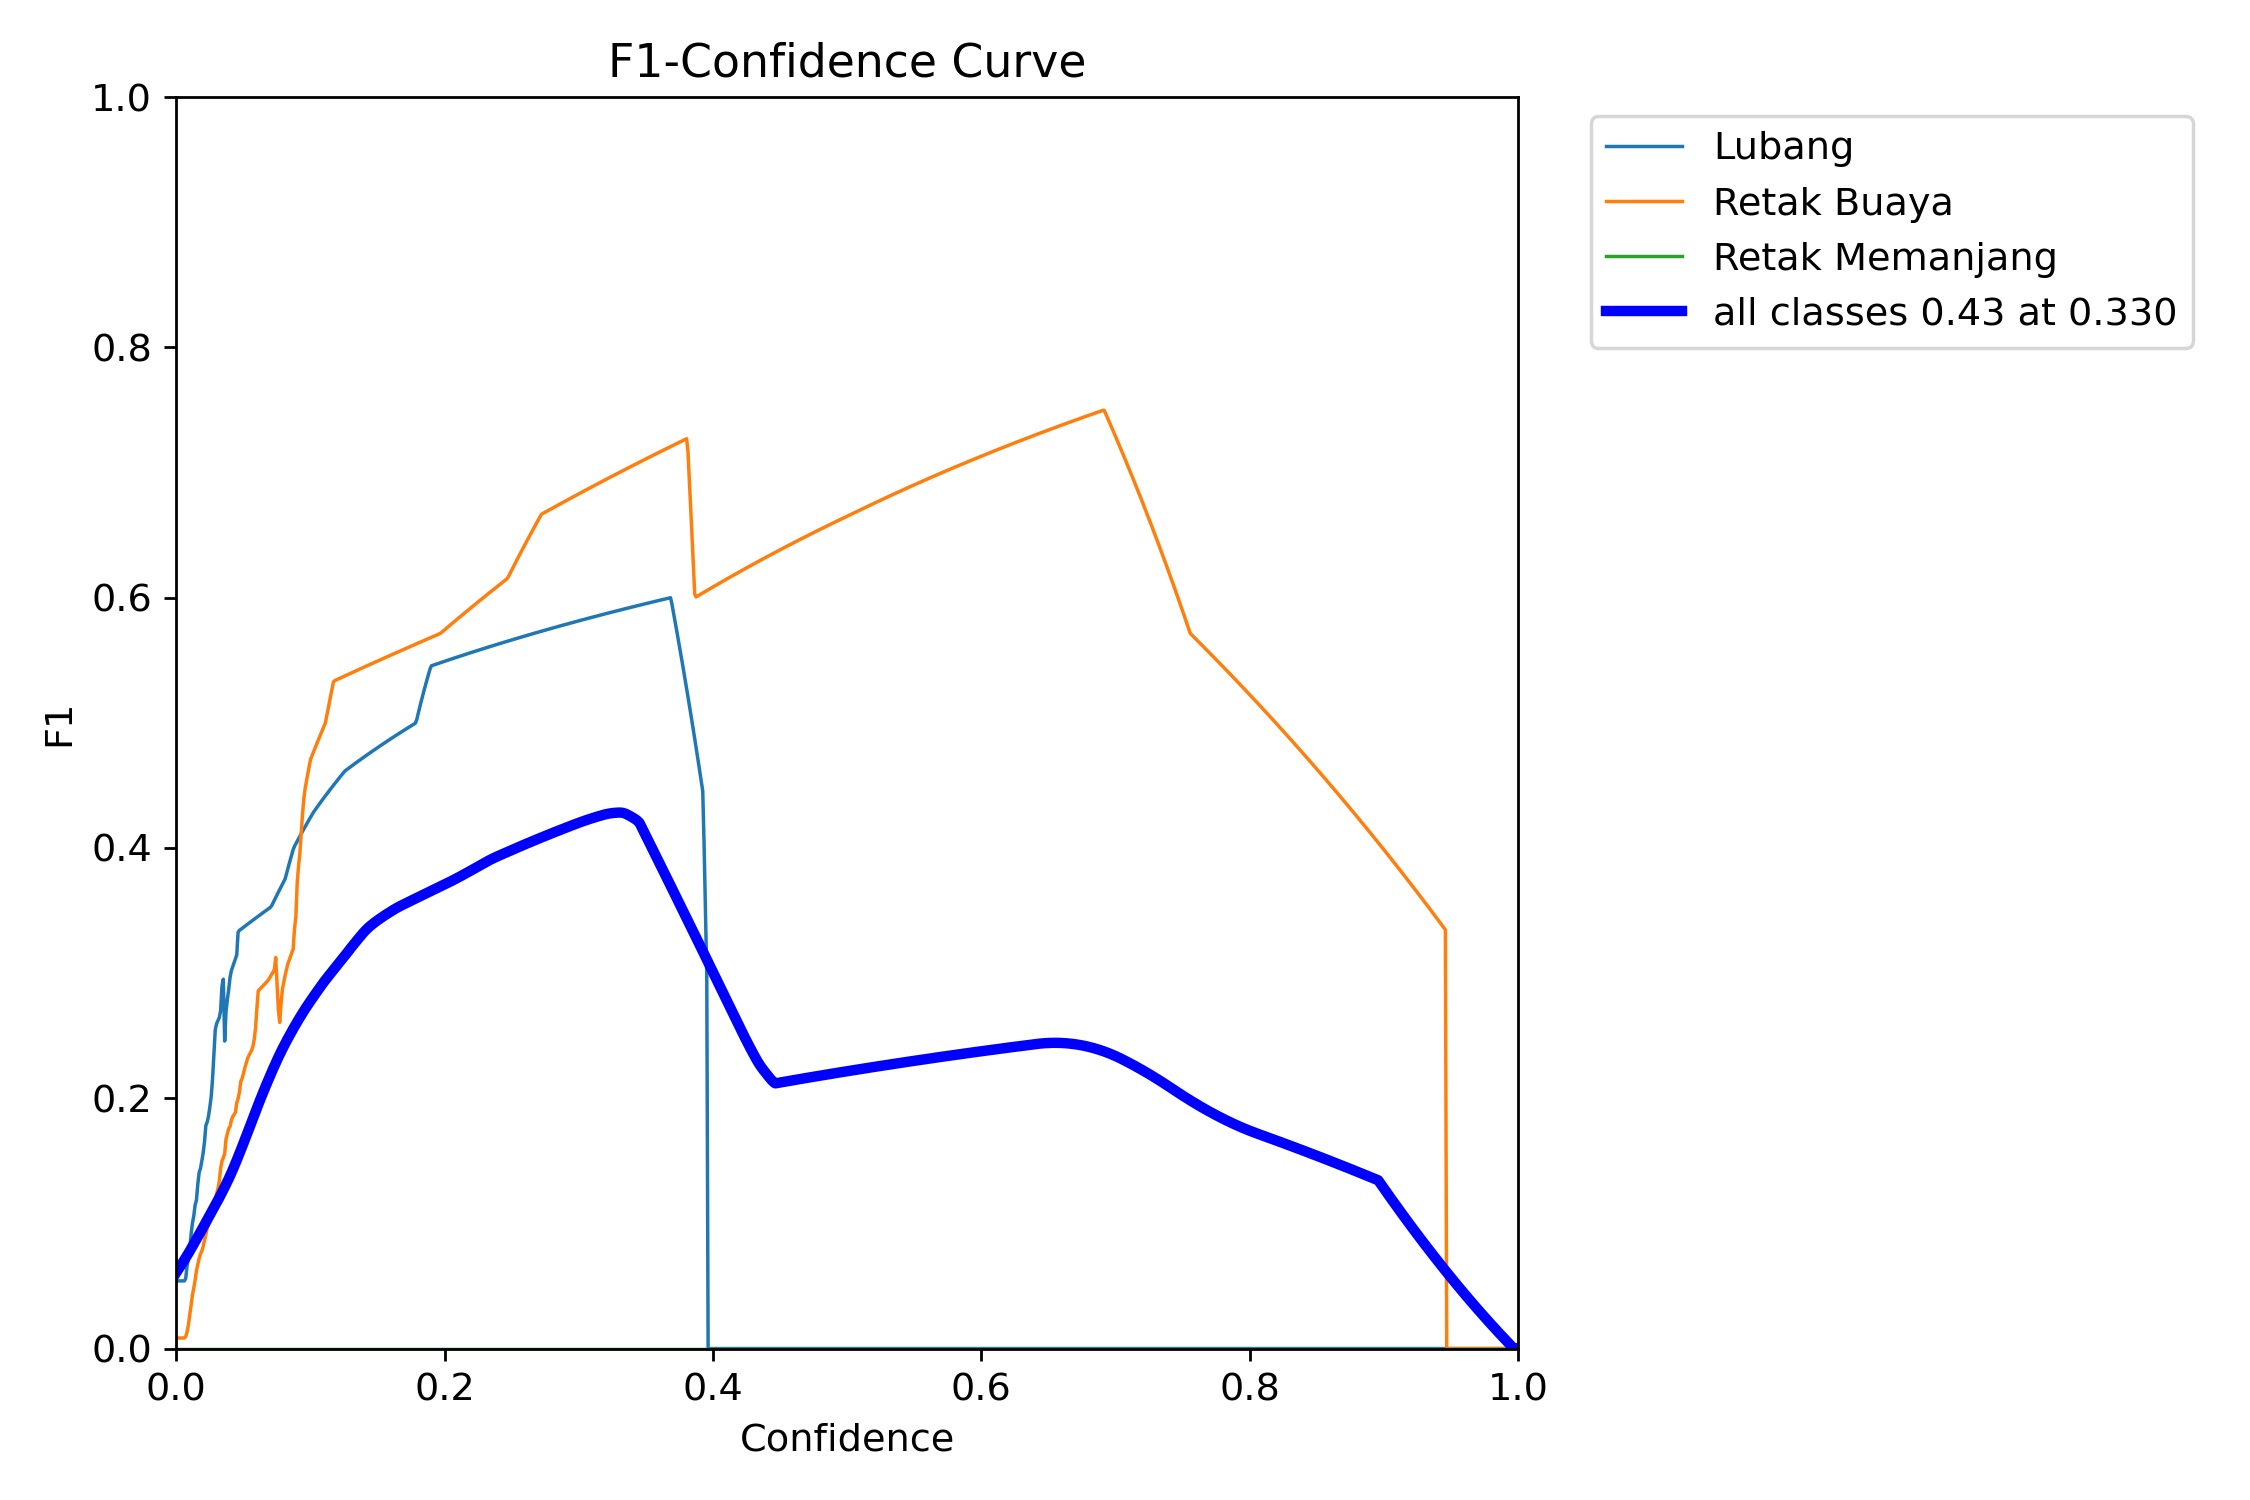 F1-Confidence Curve
1.0
0.8
0.6
0.4
0.2
0.0
F1
0.0 0.2 0.4 0.6 0.8 1.0
Confidence
Lubang
Retak Buaya
Retak Memanjang
all classes 0.43 at 0.330